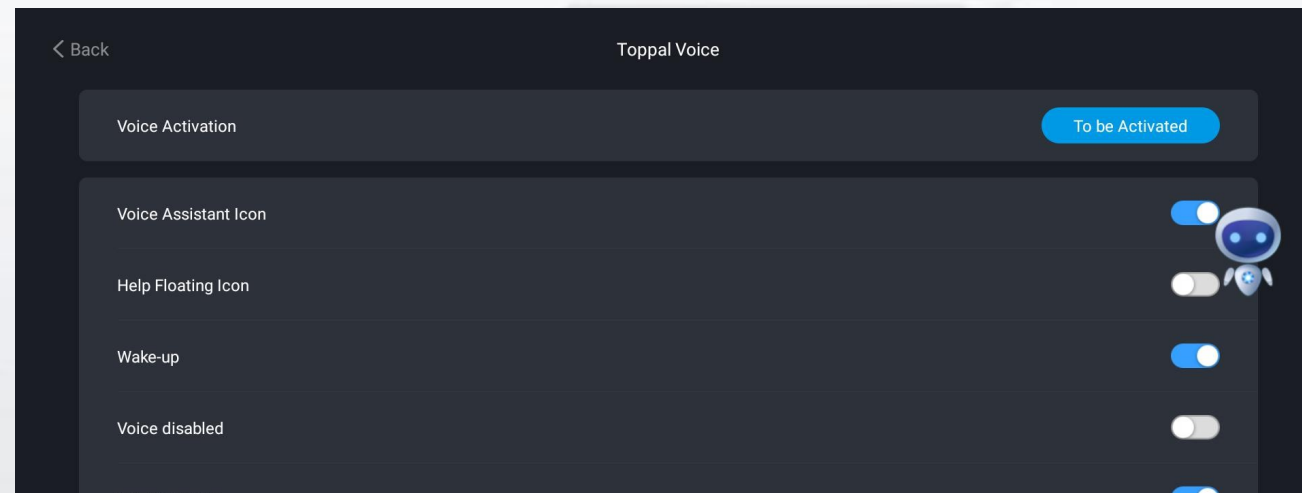 Back
Toppal Voice
Voice Activation
To be Activated
Voice Assistant Icon
Help Floating Icon
Wake-up
Voice disabled